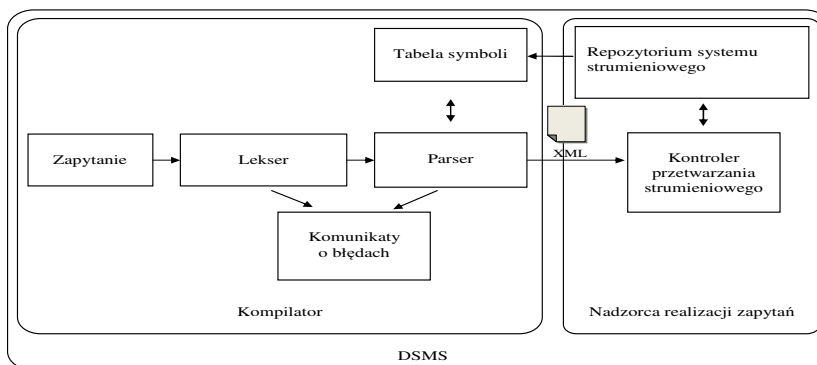 Tabela symboli
Repozytorium systemu
strumieniowego
Zapytanie
Lekser
Parser
XML
Kontroler
przetwarzania
strumieniowego
Komunikaty
o błędach
Kompilator
Nadzorca realizacji zapytań
DSMS